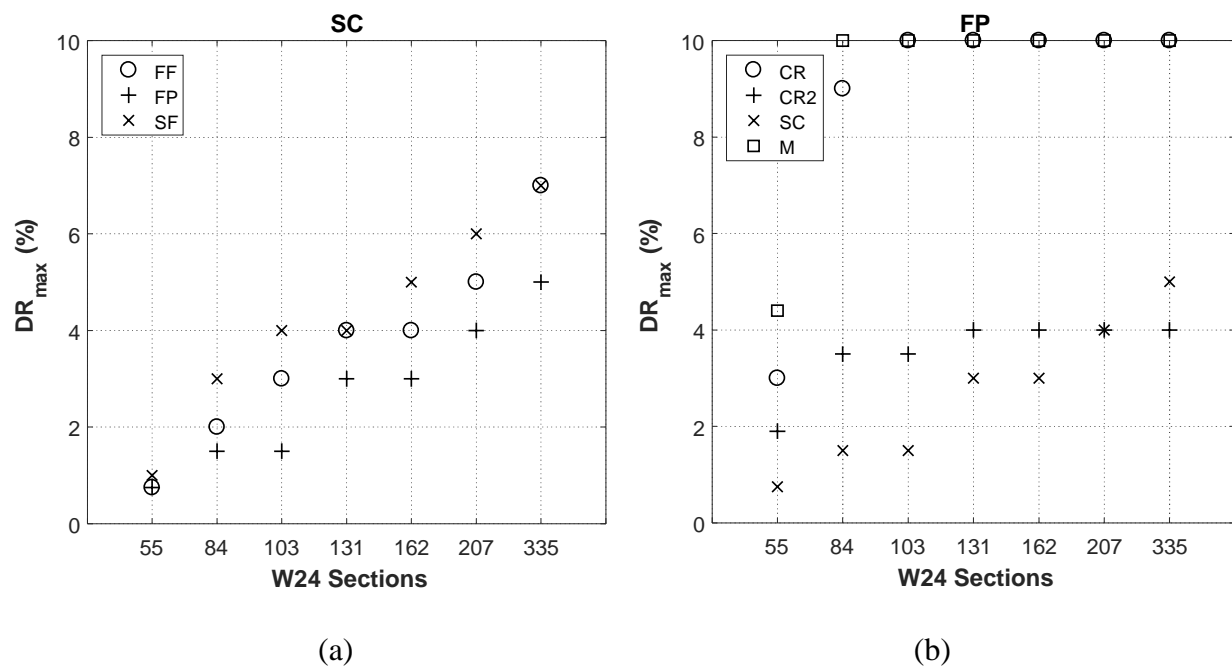 SC
10
8
6
4
2
0
DR_max (%)
FF
FP
SF
55 84 103 131 162 207 335
W24 Sections
(a)
FP
10
8
6
4
2
0
DR_max (%)
CR
CR2
SC
M
55 84 103 131 162 207 335
W24 Sections
(b)